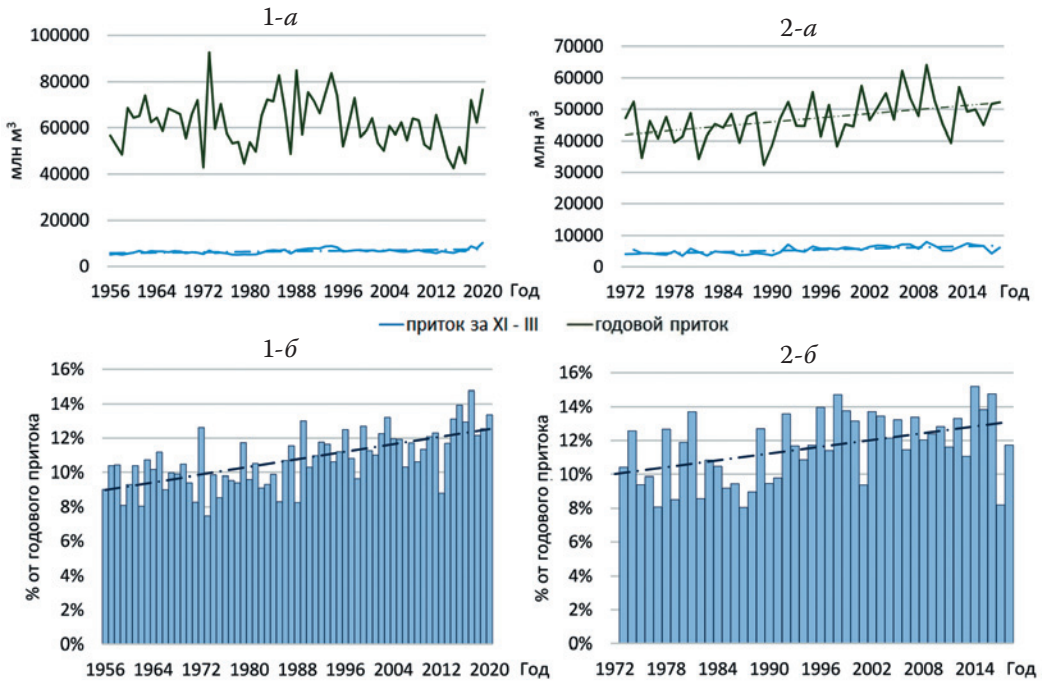 1-а
млн м³
100000
80000
60000
40000
20000
0
1956 1964 1972 1980 1988 1996 2004 2012 2020 Год
2-а
млн м³
70000
60000
50000
40000
30000
20000
10000
0
1972 1978 1984 1990 1996 2002 2008 2014 Год
приток за XI - III годовой приток
1-б
% от годового притока
16%
14%
12%
10%
8%
6%
4%
2%
0%
1956 1964 1972 1980 1988 1996 2004 2012 2020 Год
2-б
% от годового притока
16%
14%
12%
10%
8%
6%
4%
2%
0%
1972 1978 1984 1990 1996 2002 2008 2014 Год